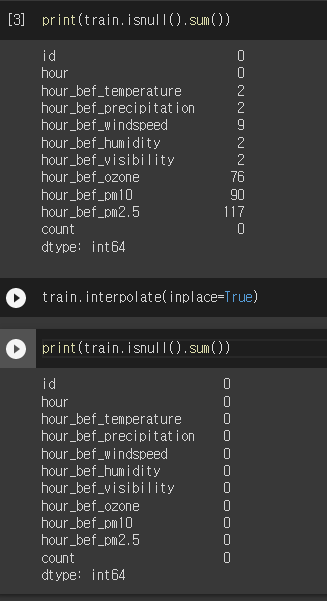 [3] print(train.isnull().sum())
id 0
hour 0
hour_bef_temperature 2
hour_bef_precipitation 2
hour_bef_windspeed 9
hour_bef_humidity 2
hour_bef_visibility 2
hour_bef_ozone 76
hour_bef_pm10 90
hour_bef_pm2.5 117
count 0
dtype: int64
train.interpolate(inplace=True)
print(train.isnull().sum())
id 0
hour 0
hour_bef_temperature 0
hour_bef_precipitation 0
hour_bef_windspeed 0
hour_bef_humidity 0
hour_bef_visibility 0
hour_bef_ozone 0
hour_bef_pm10 0
hour_bef_pm2.5 0
count 0
dtype: int64